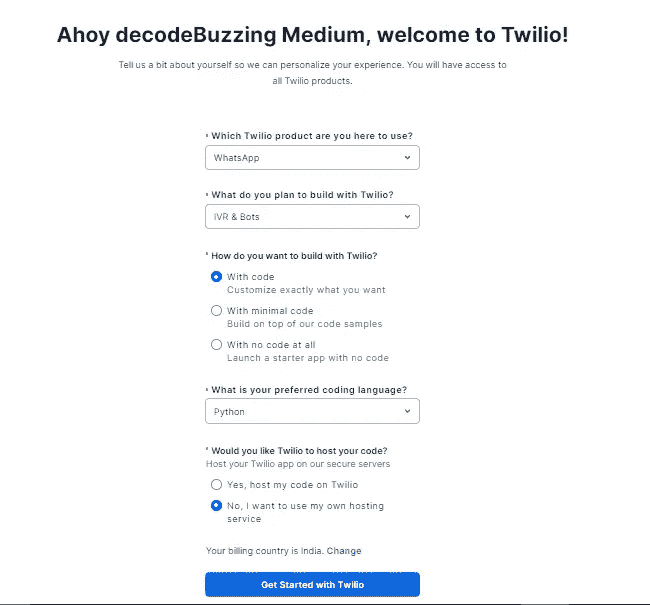 Ahoy decodeBuzzing Medium, welcome to Twilio!
Tell us a bit about yourself so we can personalize your experience. You will have access to
all Twilio products.
* Which Twilio product are you here to use?
WhatsApp
* What do you plan to build with Twilio?
IVR & Bots
* How do you want to build with Twilio?
With code
Customize exactly what you want
With minimal code
Build on top of our code samples
With no code at all
Launch a starter app with no code
* What is your preferred coding language?
Python
* Would you like Twilio to host your code?
Host your Twilio app on our secure servers
Yes, host my code on Twilio
No, I want to use my own hosting
service
Your billing country is India. Change
Get Started with Twilio